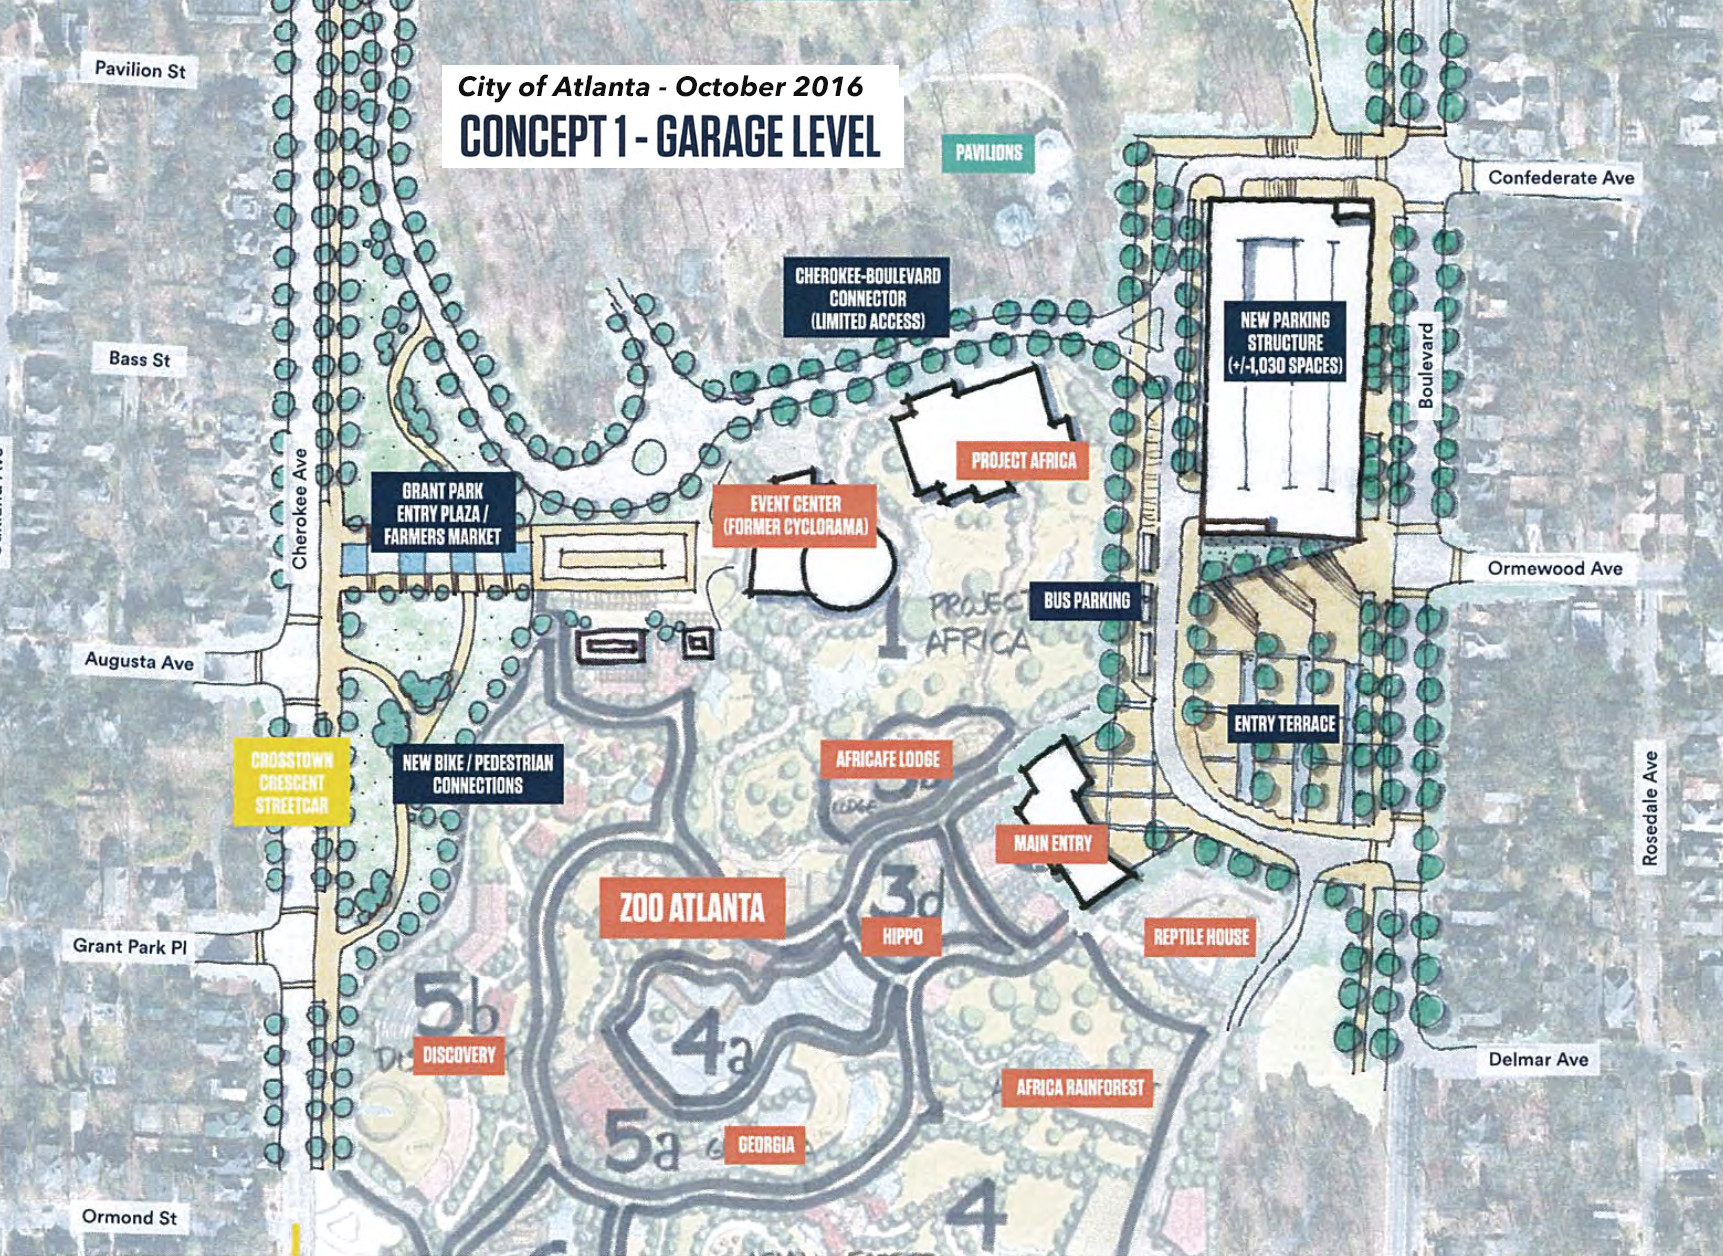 Pavilion St
City of Atlanta - October 2016
CONCEPT 1 - GARAGE LEVEL
PAVILIONS
Confederate Ave
CHEROKEE-BOULEVARD
CONNECTOR
(LIMITED ACCESS)
NEW PARKING
STRUCTURE
(+/-1,030 SPACES)
Boulevard
Bass St
PROJECT AFRICA
Cherokee Ave
GRANT PARK
ENTRY PLAZA /
FARMERS MARKET
EVENT CENTER
(FORMER CYCLORAMA)
Ormewood Ave
BUS PARKING
1 PROJECT
AFRICA
Augusta Ave
ENTRY TERRACE
CROSSTOWN
CRESCENT
STREETCAR
NEW BIKE / PEDESTRIAN
CONNECTIONS
AFRICAFE LODGE
Rosedale Ave
MAIN ENTRY
ZOO ATLANTA
3d
HIPPO
REPTILE HOUSE
Grant Park Pl
5b
DISCOVERY
4a
Delmar Ave
AFRICA RAINFOREST
5a
GEORGIA
4
Ormond St